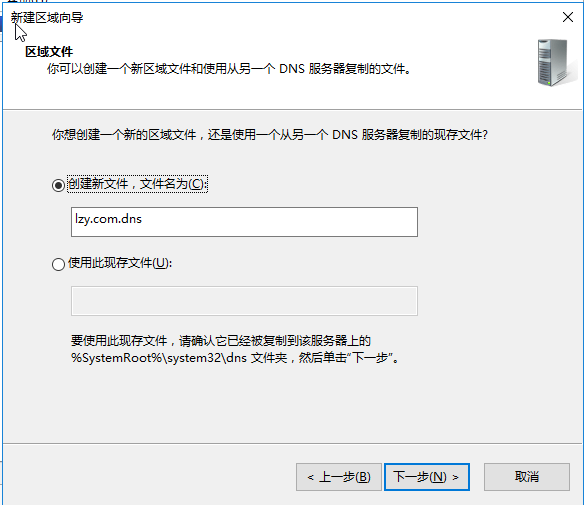 新建区域向导
区域文件
你可以创建一个新区域文件和使用从另一个 DNS 服务器复制的文件。
你想创建一个新的区域文件，还是使用一个从另一个 DNS 服务器复制的现存文件?
创建新文件，文件名为(C):
lzy.com.dns
使用此现存文件(U):
要使用此现存文件，请确认它已经被复制到该服务器上的
%SystemRoot%\system32\dns 文件夹，然后单击“下一步”。
< 上一步(B) 下一步(N) > 取消